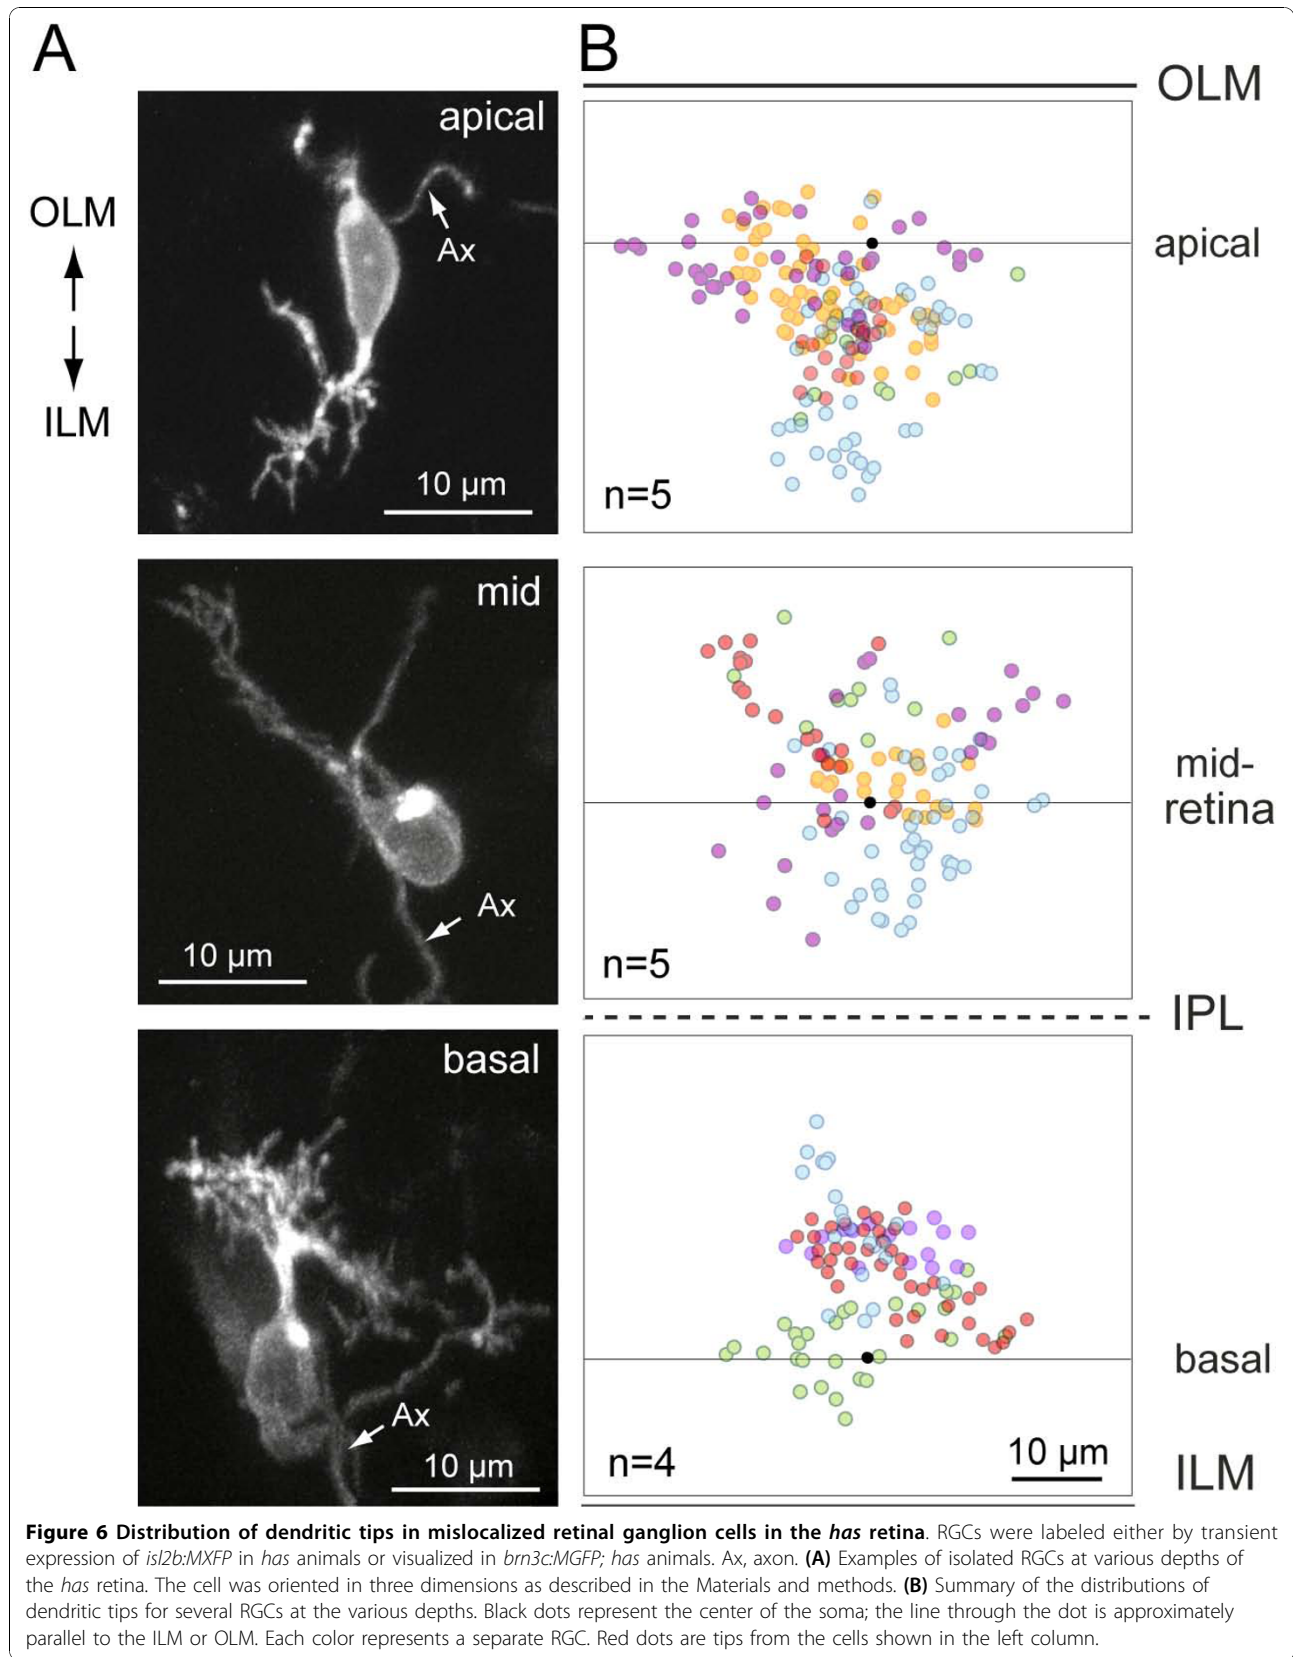 A
B
OLM
apical
OLM
Ax
apical
ILM
10 µm
n=5
mid
mid-
retina
Ax
10 µm
n=5
IPL
basal
basal
Ax
10 µm
n=4
10 µm
ILM
Figure 6 Distribution of dendritic tips in mislocalized retinal ganglion cells in the has retina. RGCs were labeled either by transient
expression of isl2b:MXFP in has animals or visualized in brn3c:MGFP; has animals. Ax, axon. (A) Examples of isolated RGCs at various depths of
the has retina. The cell was oriented in three dimensions as described in the Materials and methods. (B) Summary of the distributions of
dendritic tips for several RGCs at the various depths. Black dots represent the center of the soma; the line through the dot is approximately
parallel to the ILM or OLM. Each color represents a separate RGC. Red dots are tips from the cells shown in the left column.